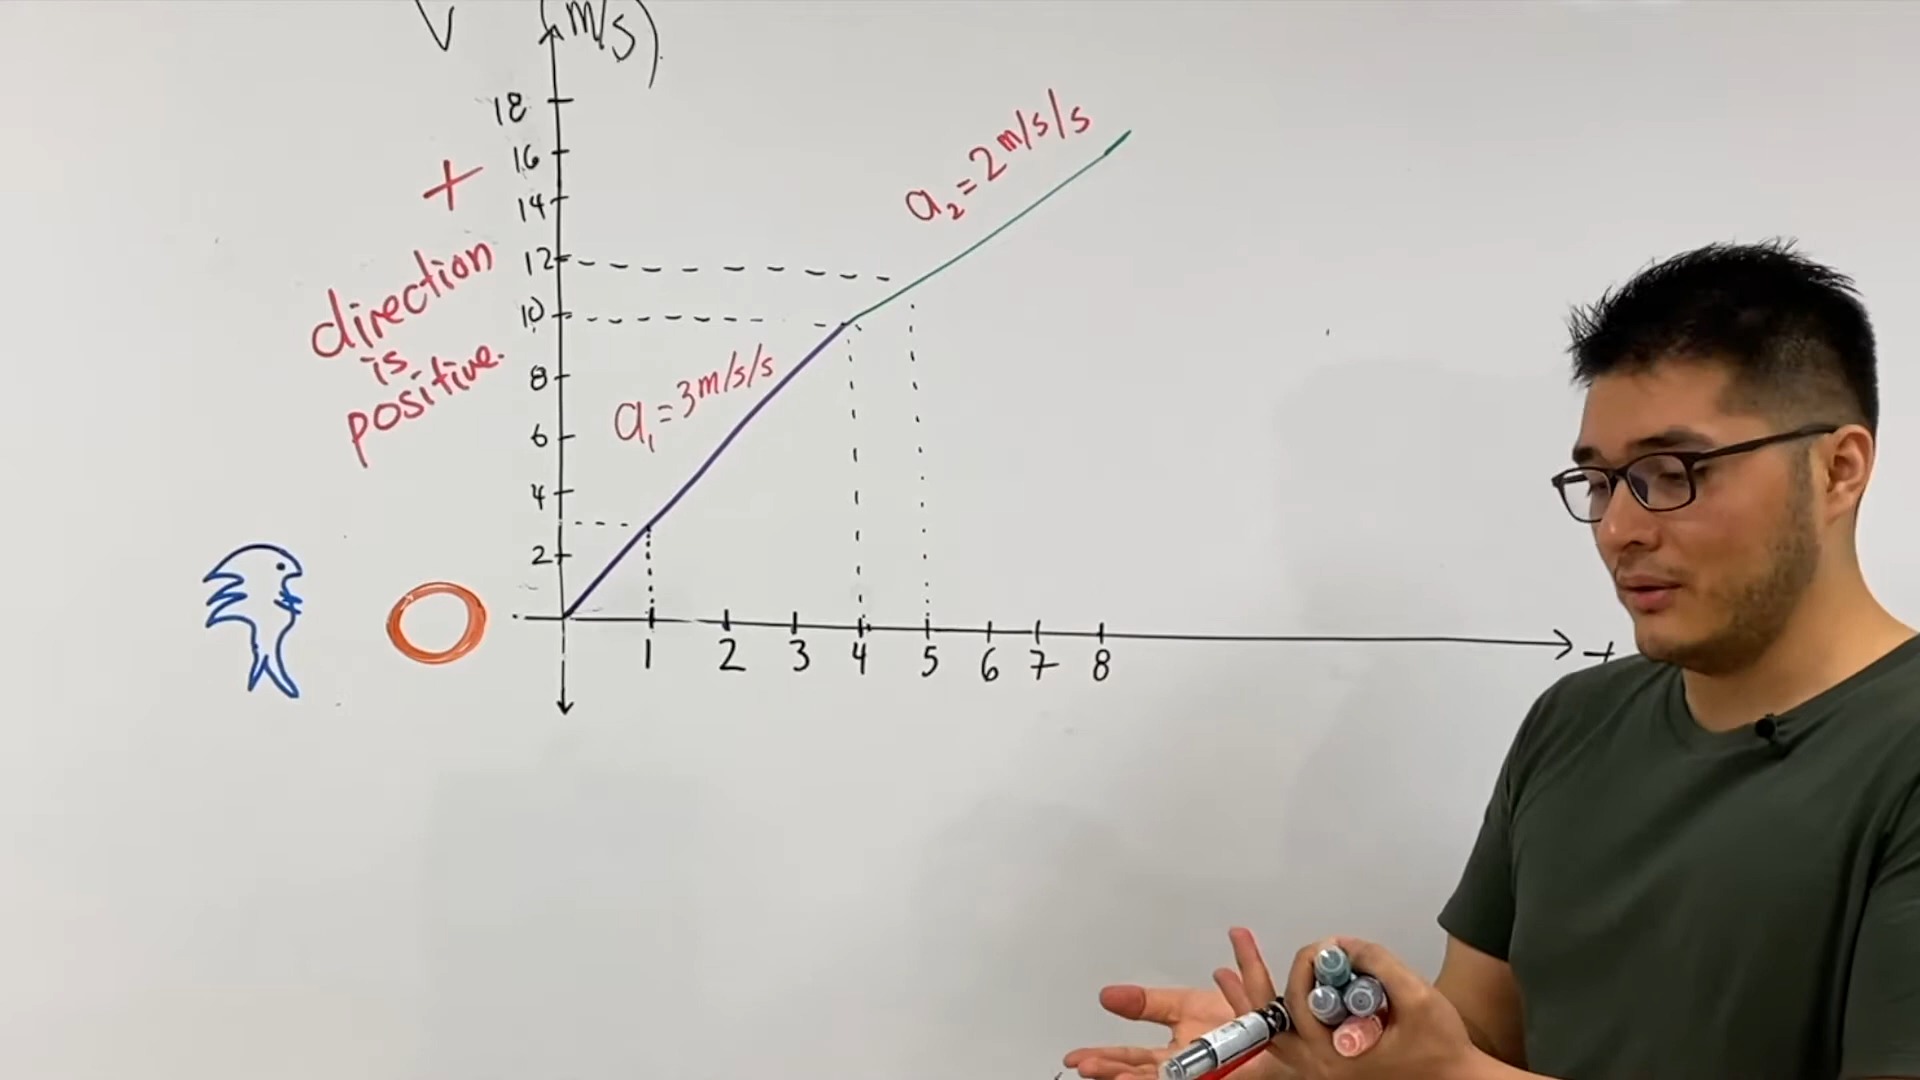 V (m/s)
18
16
14
12
10
8
6
4
2
+
direction
is
positive.
a₁ = 3 m/s/s
a₂ = 2 m/s/s
1 2 3 4 5 6 7 8
t